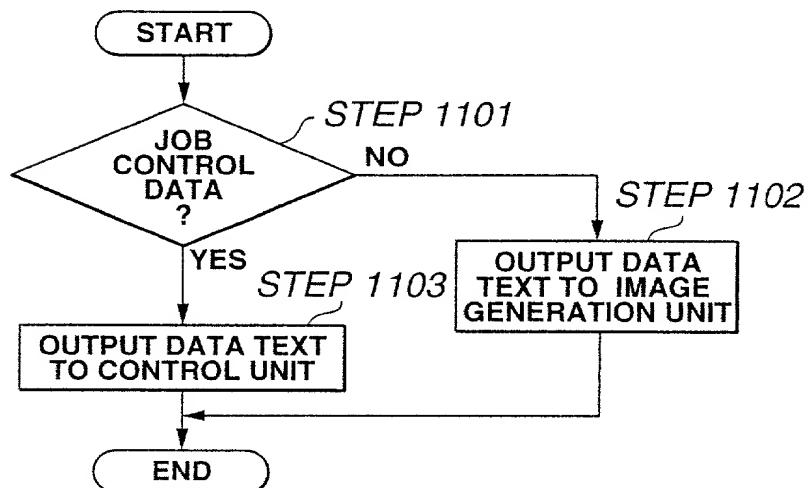 START
STEP 1101
JOB
CONTROL
DATA
?
NO
YES
STEP 1102
OUTPUT DATA
TEXT TO IMAGE
GENERATION UNIT
STEP 1103
OUTPUT DATA TEXT
TO CONTROL UNIT
END